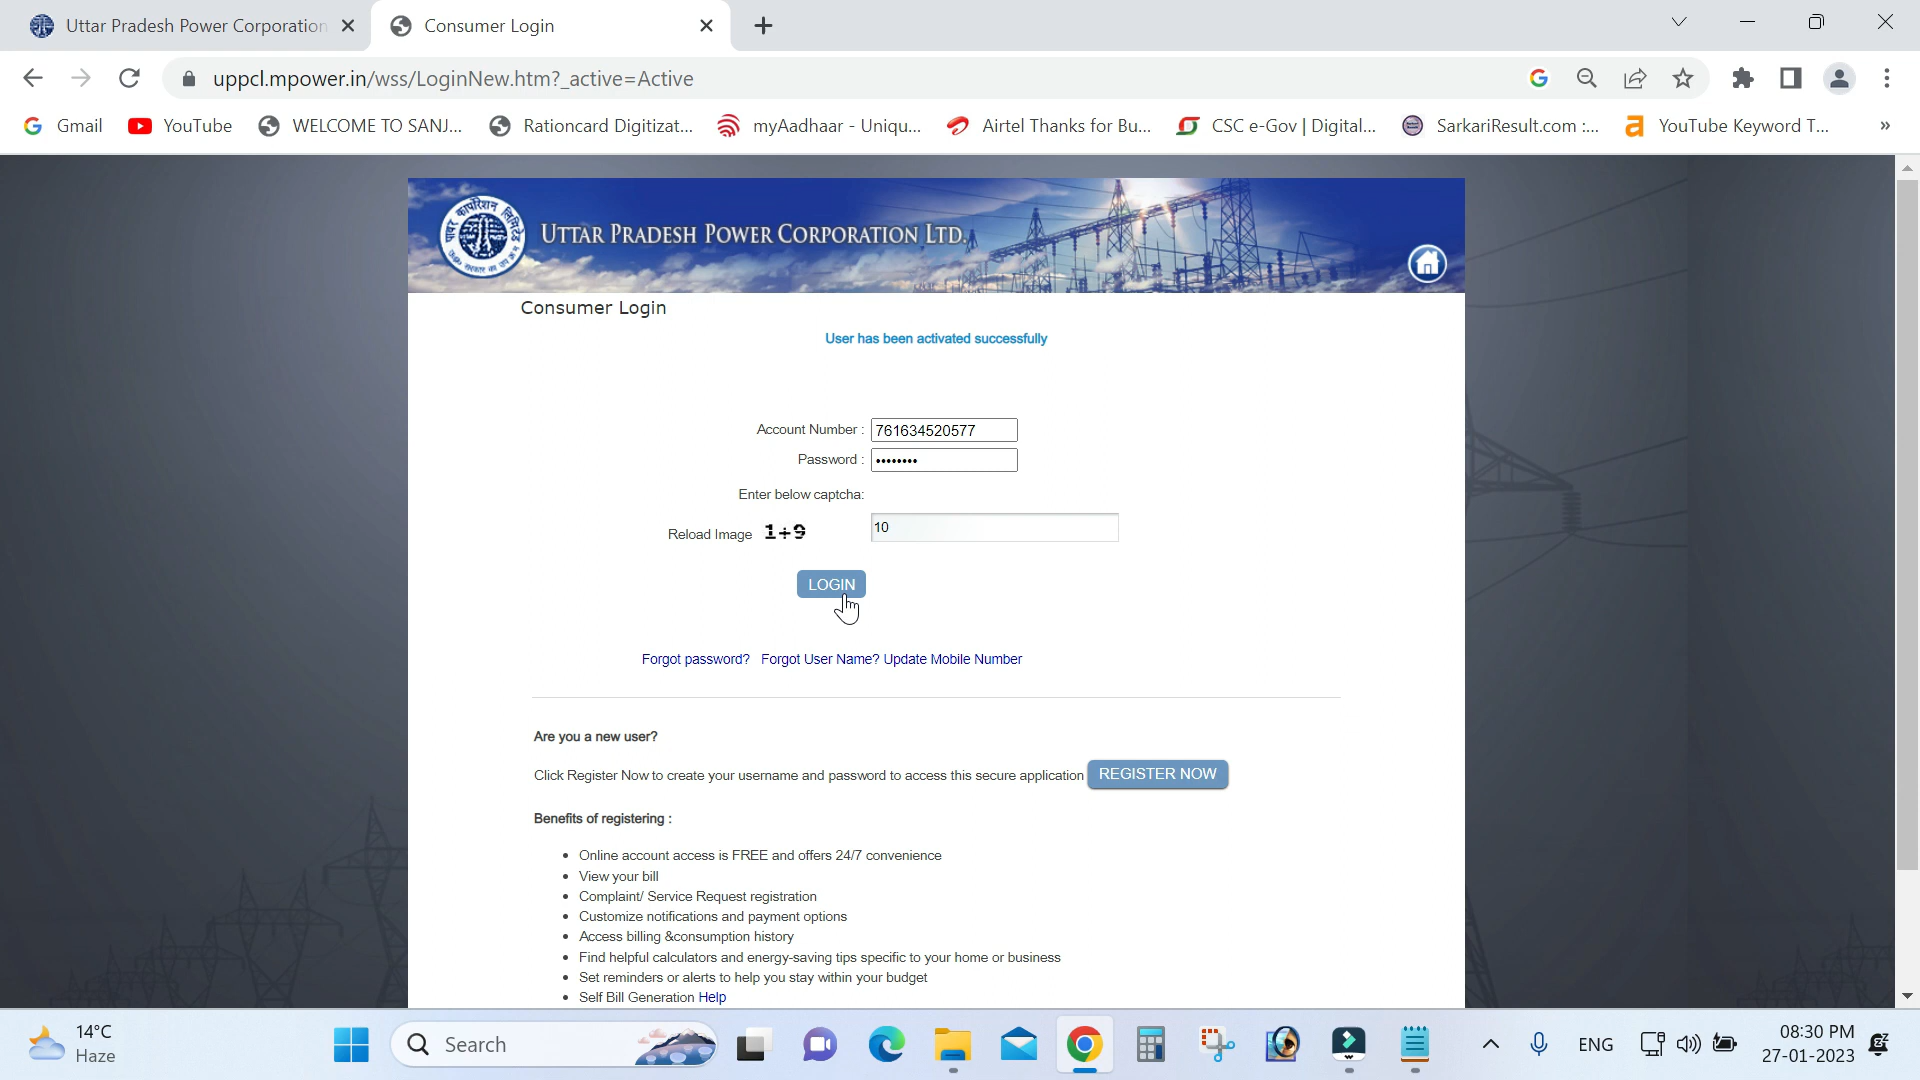 Uttar Pradesh Power Corporation
Consumer Login
uppcl.mpower.in/wss/LoginNew.htm?_active=Active
Gmail
YouTube
WELCOME TO SANJ...
Rationcard Digitizat...
myAadhaar - Uniqu...
Airtel Thanks for Bu...
CSC e-Gov | Digital...
SarkariResult.com :...
YouTube Keyword T...
»
UTTAR PRADESH POWER CORPORATION LTD.
Consumer Login
User has been activated successfully
Account Number : 761634520577
Password : ••••••••
Enter below captcha:
Reload Image 1+9 10
LOGIN
Forgot password? Forgot User Name? Update Mobile Number
Are you a new user?
Click Register Now to create your username and password to access this secure application REGISTER NOW
Benefits of registering :
• Online account access is FREE and offers 24/7 convenience
• View your bill
• Complaint/ Service Request registration
• Customize notifications and payment options
• Access billing &consumption history
• Find helpful calculators and energy-saving tips specific to your home or business
• Set reminders or alerts to help you stay within your budget
• Self Bill Generation Help
14°C
Haze
Search
ENG
08:30 PM
27-01-2023